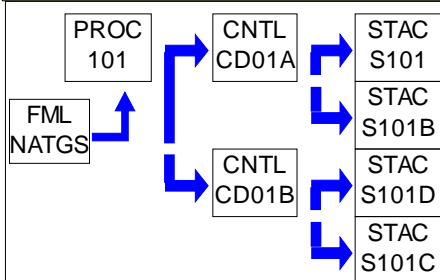 PROC
101
CNTL
CD01A
STAC
S101
FML
NATGS
STAC
S101B
CNTL
CD01B
STAC
S101D
STAC
S101C